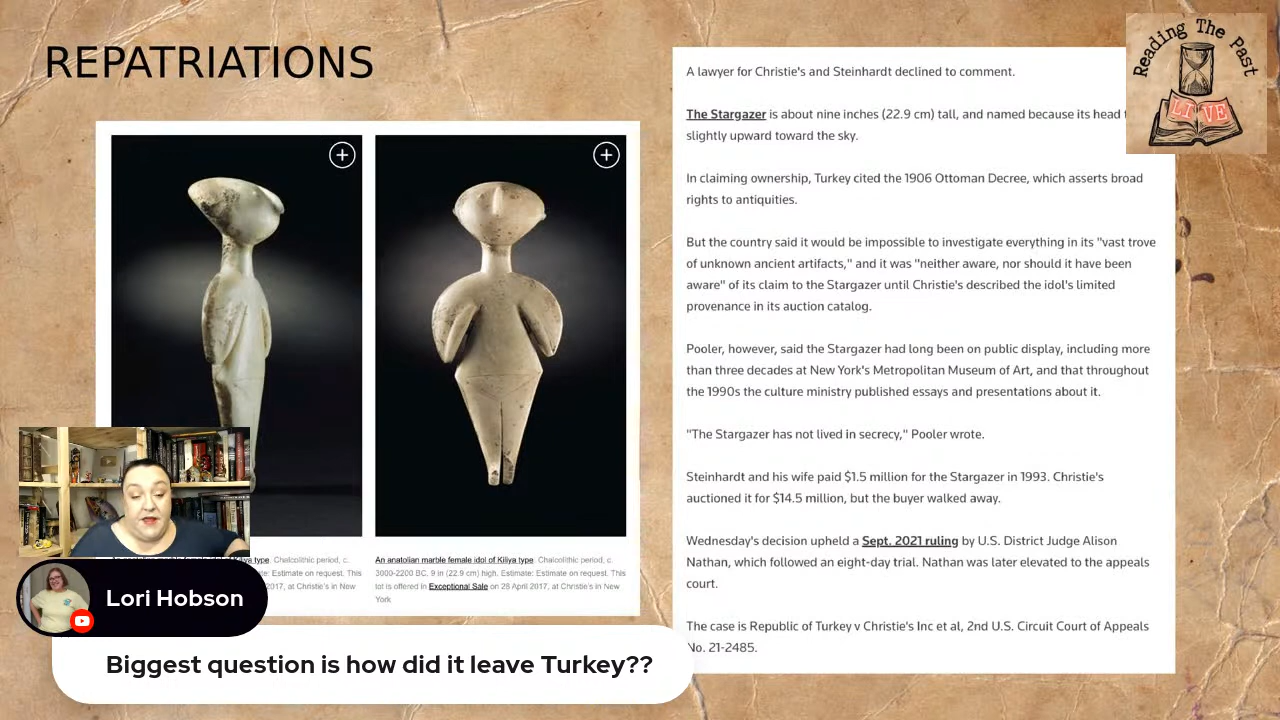 REPATRIATIONS
Reading The Past
LIVE
A lawyer for Christie's and Steinhardt declined to comment.
The Stargazer is about nine inches (22.9 cm) tall, and named because its head
slightly upward toward the sky.
In claiming ownership, Turkey cited the 1906 Ottoman Decree, which asserts broad
rights to antiquities.
But the country said it would be impossible to investigate everything in its "vast trove
of unknown ancient artifacts," and it was "neither aware, nor should it have been
aware" of its claim to the Stargazer until Christie's described the idol's limited
provenance in its auction catalog.
Pooler, however, said the Stargazer had long been on public display, including more
than three decades at New York's Metropolitan Museum of Art, and that throughout
the 1990s the culture ministry published essays and presentations about it.
"The Stargazer has not lived in secrecy," Pooler wrote.
Steinhardt and his wife paid $1.5 million for the Stargazer in 1993. Christie's
auctioned it for $14.5 million, but the buyer walked away.
Wednesday's decision upheld a Sept. 2021 ruling by U.S. District Judge Alison
Nathan, which followed an eight-day trial. Nathan was later elevated to the appeals
court.
The case is Republic of Turkey v Christie's Inc et al, 2nd U.S. Circuit Court of Appeals
No. 21-2485.
type. Chalcolithic period, c.
te: Estimate on request. This
2017, at Christie's in New
An anatolian marble female idol of Kiliya type. Chalcolithic period, c.
3000-2200 BC. 9 in (22.9 cm) high. Estimate: Estimate on request. This
lot is offered in Exceptional Sale on 28 April 2017, at Christie's in New
York
Lori Hobson
Biggest question is how did it leave Turkey??